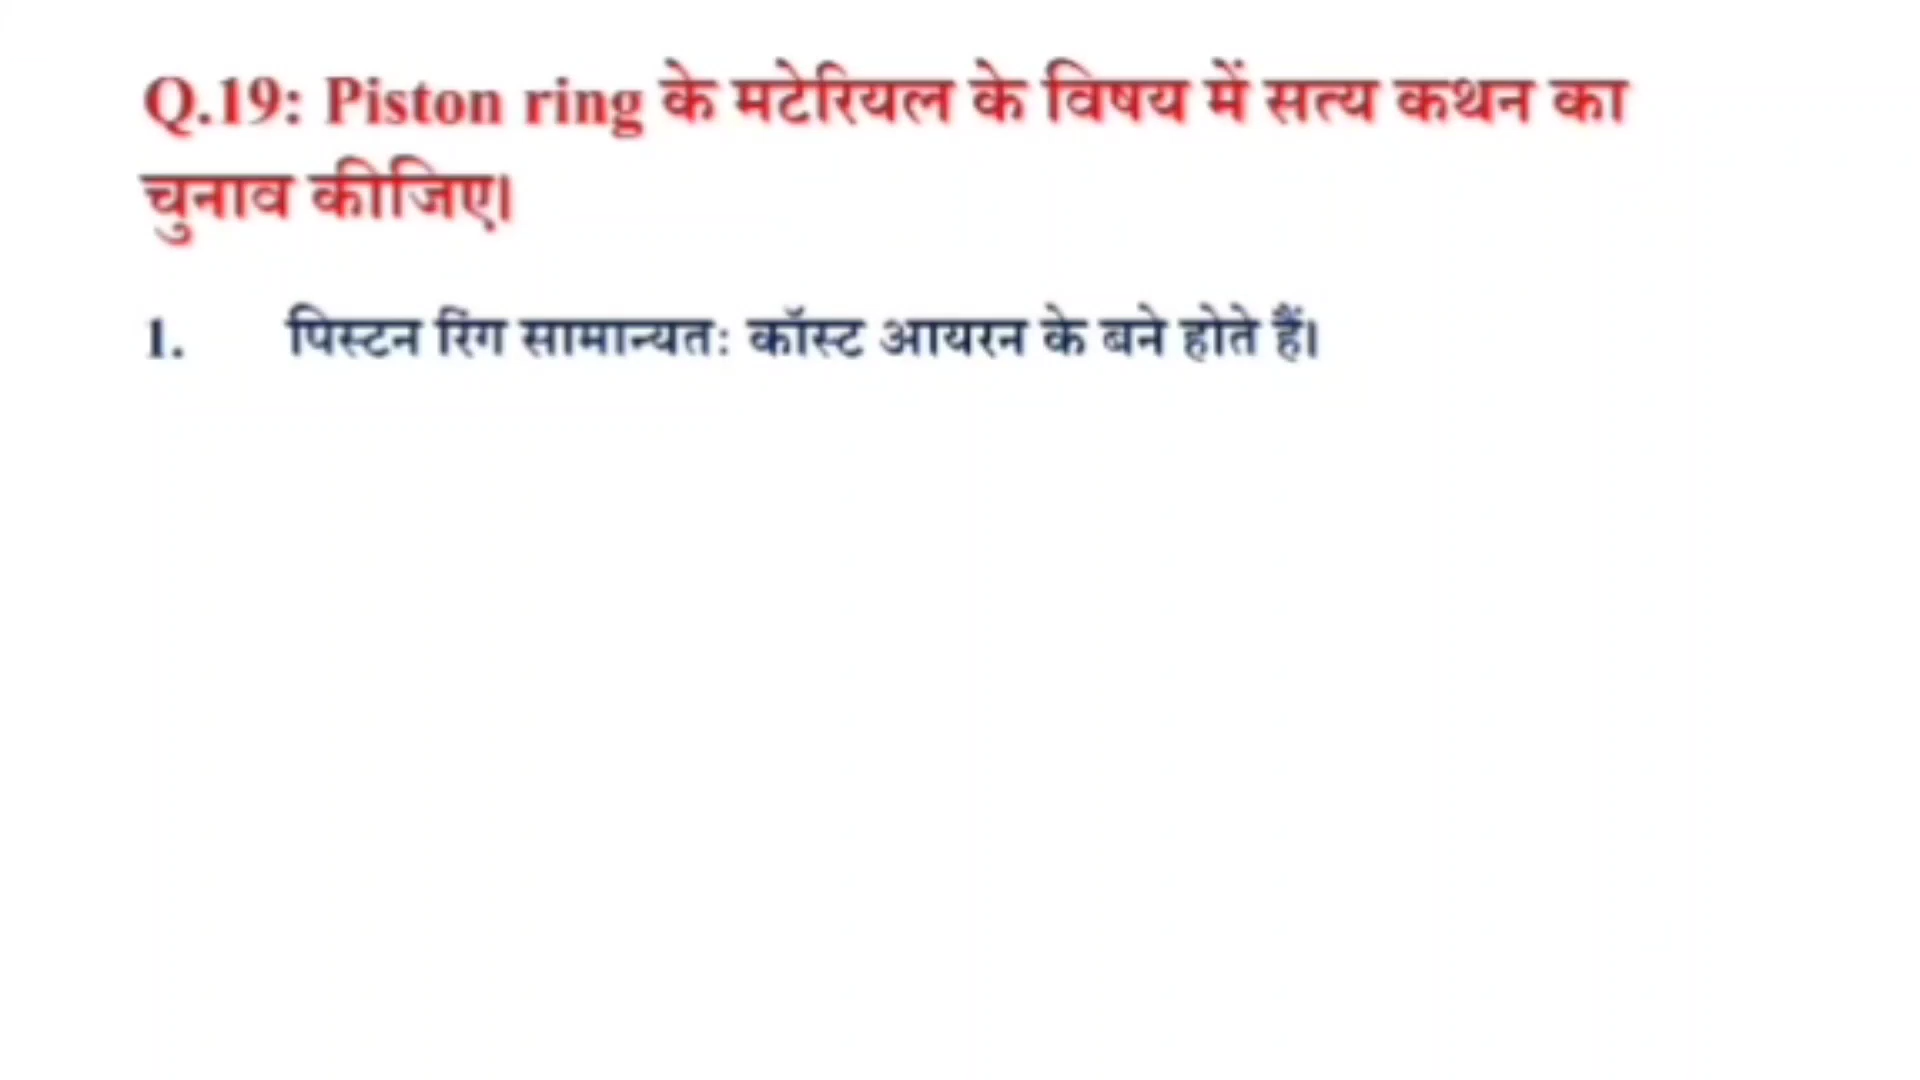 Q.19: Piston ring के मटेरियल के विषय में सत्य कथन का
चुनाव कीजिए।
1. पिस्टन रिंग सामान्यतः कॉस्ट आयरन के बने होते हैं।